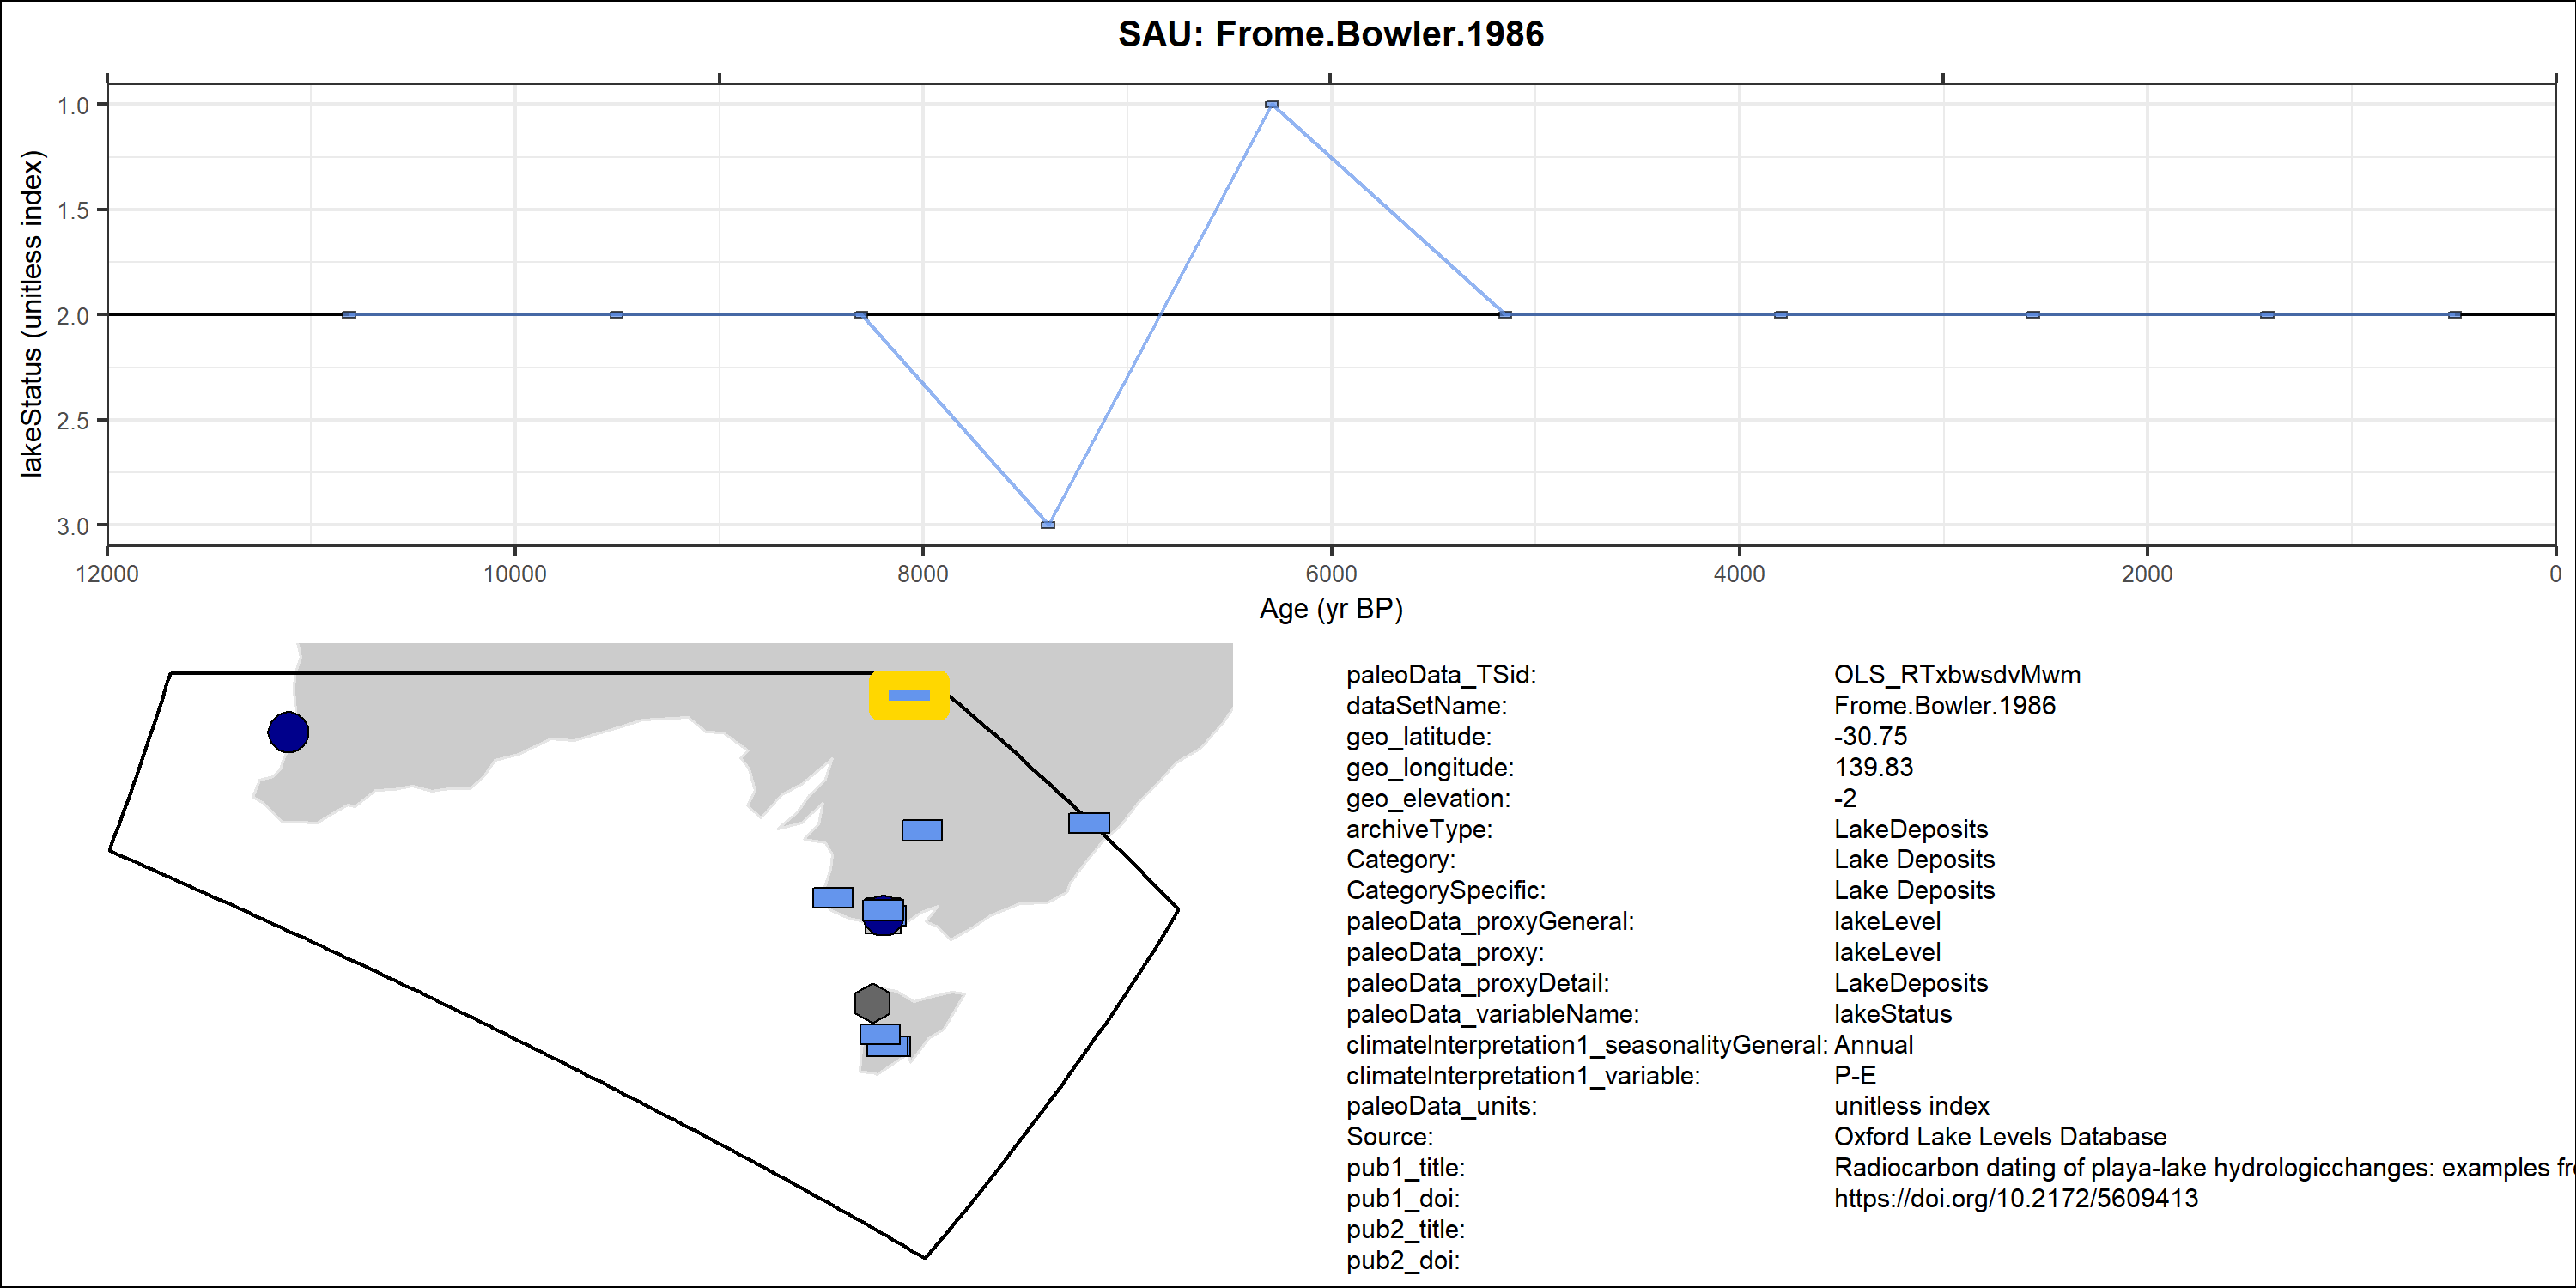 SAU: Frome.Bowler.1986
lakeStatus (unitless index)
1.0
1.5
2.0
2.5
3.0
12000 10000 8000 6000 4000 2000 0
Age (yr BP)
paleoData_TSid: OLS_RTxbwsdvMwm
dataSetName: Frome.Bowler.1986
geo_latitude: -30.75
geo_longitude: 139.83
geo_elevation: -2
archiveType: LakeDeposits
Category: Lake Deposits
CategorySpecific: Lake Deposits
paleoData_proxyGeneral: lakeLevel
paleoData_proxy: lakeLevel
paleoData_proxyDetail: LakeDeposits
paleoData_variableName: lakeStatus
climateInterpretation1_seasonalityGeneral: Annual
climateInterpretation1_variable: P-E
paleoData_units: unitless index
Source: Oxford Lake Levels Database
pub1_title: Radiocarbon dating of playa-lake hydrologicchanges: examples
pub1_doi: https://doi.org/10.2172/5609413
pub2_title:
pub2_doi: